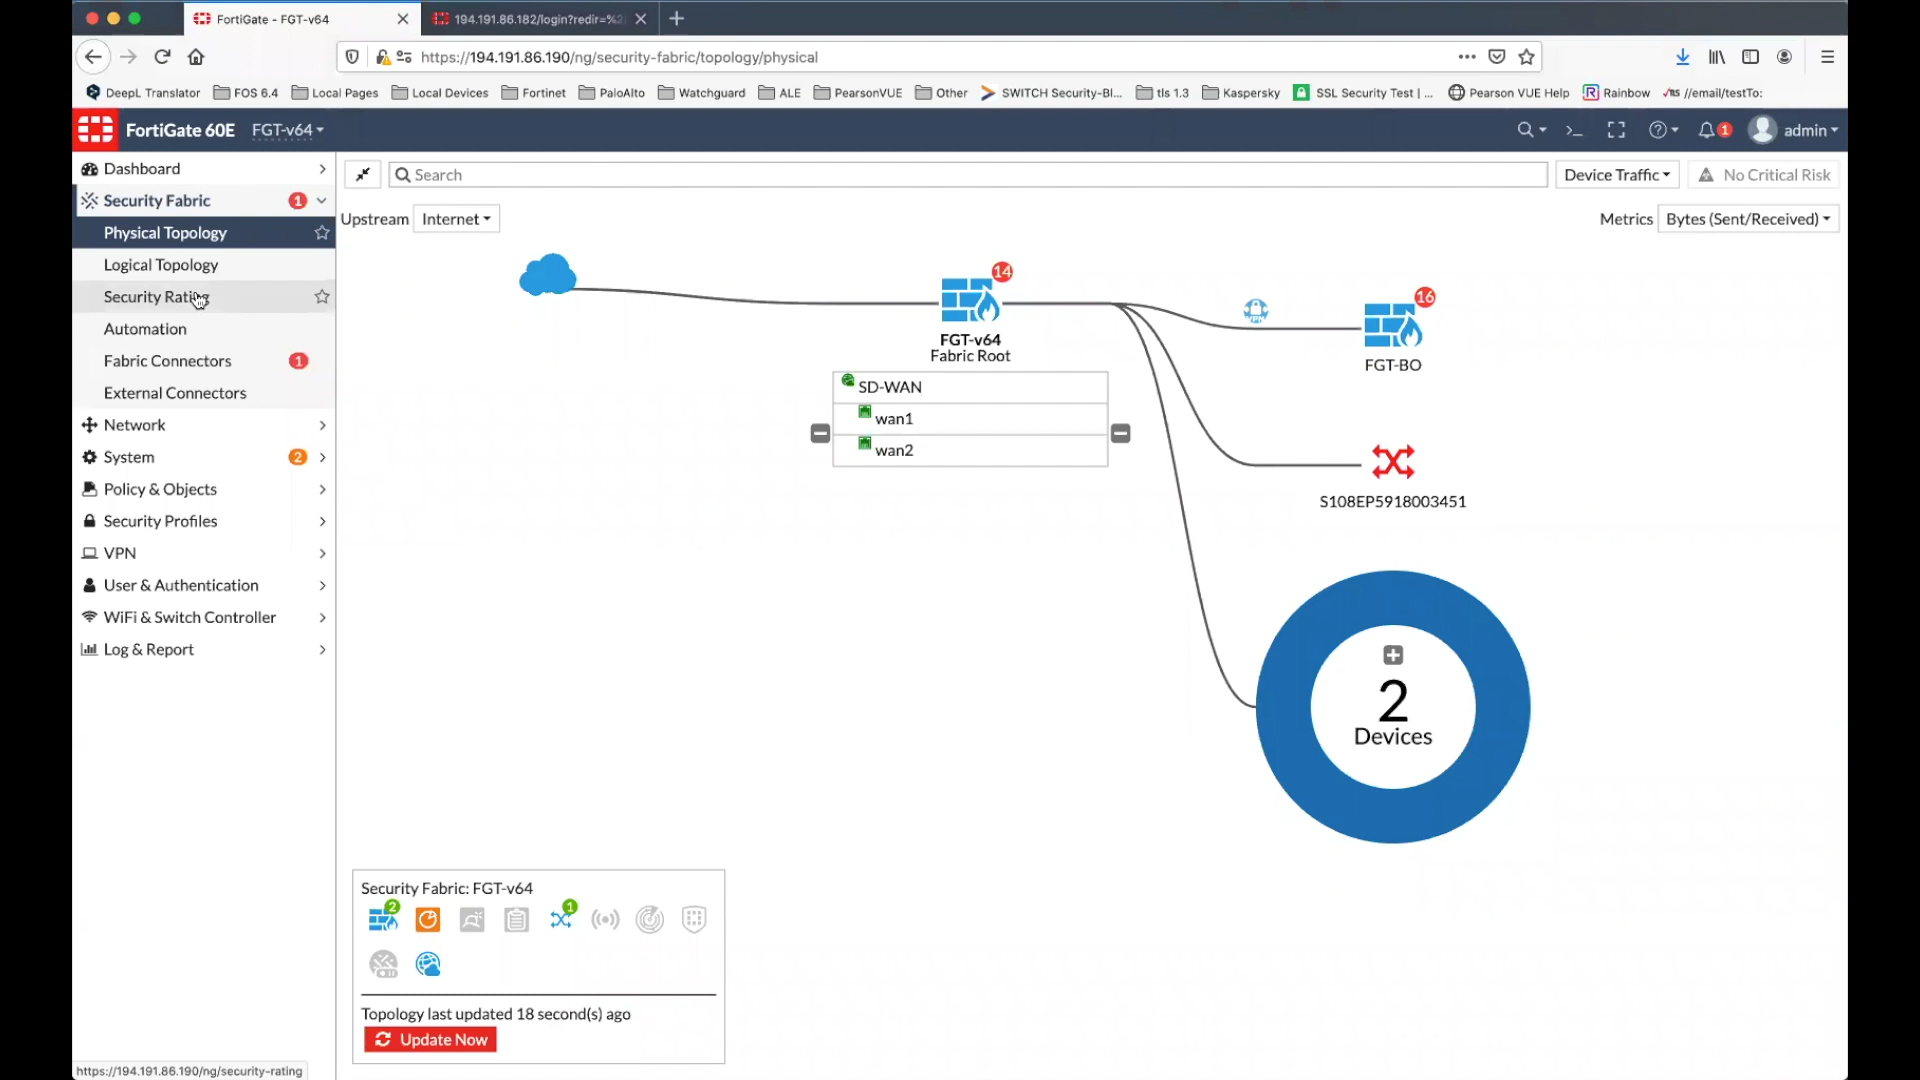 FortiGate - FGT-v64
194.191.86.182/login?redir=%2
https://194.191.86.190/ng/security-fabric/topology/physical
DeepL Translator FOS 6.4 Local Pages Local Devices Fortinet PaloAlto Watchguard ALE PearsonVUE Other SWITCH Security-Bl... tls 1.3 Kaspersky SSL Security Test | ... Pearson VUE Help Rainbow //email/testTo:
FortiGate 60E FGT-v64 >_ 1 admin
Dashboard
Security Fabric 1
Physical Topology
Logical Topology
Security Rating
Automation
Fabric Connectors 1
External Connectors
Network
System 2
Policy & Objects
Security Profiles
VPN
User & Authentication
WiFi & Switch Controller
Log & Report
Search Device Traffic No Critical Risk
Upstream Internet Metrics Bytes (Sent/Received)
14
FGT-v64
Fabric Root
SD-WAN
wan1
wan2
VPN
16
FGT-BO
S108EP5918003451
2
Devices
Security Fabric: FGT-v64
2 1
Topology last updated 18 second(s) ago
Update Now
https://194.191.86.190/ng/security-rating